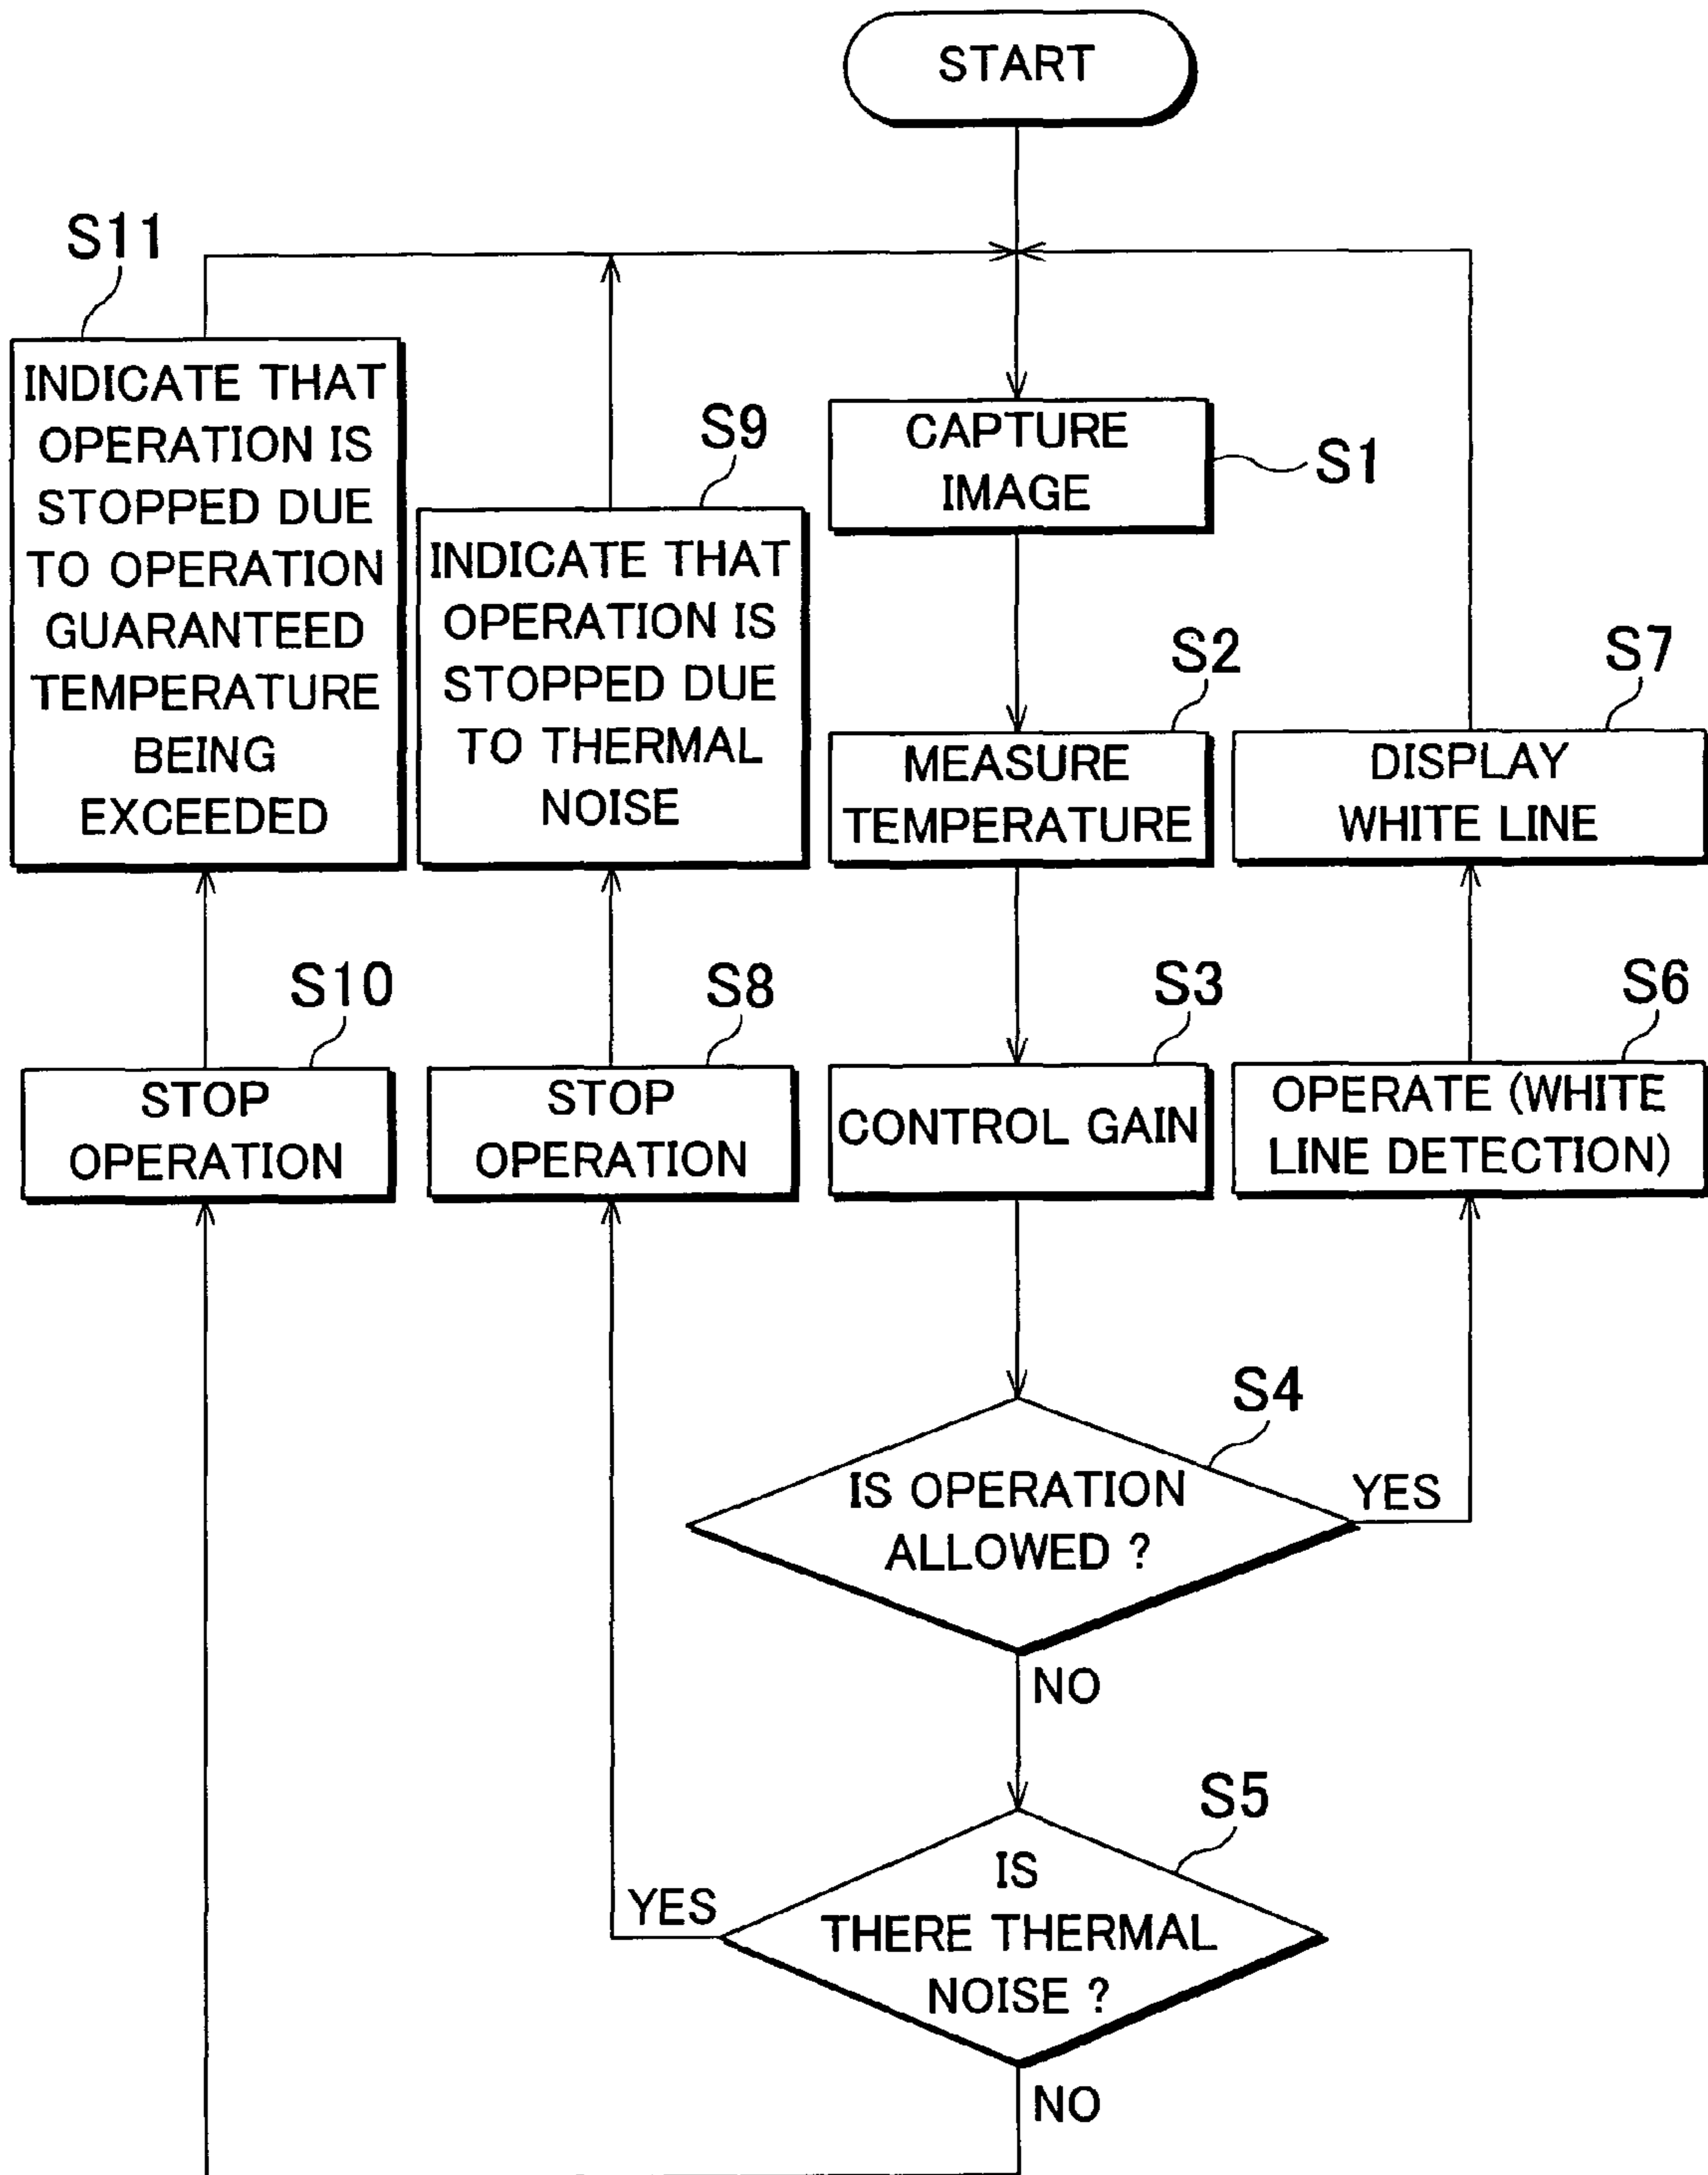 START
S11
INDICATE THAT
OPERATION IS
STOPPED DUE
TO OPERATION
GUARANTEED
TEMPERATURE
BEING
EXCEEDED
S9
INDICATE THAT
OPERATION IS
STOPPED DUE
TO THERMAL
NOISE
CAPTURE
IMAGE
S1
S2
MEASURE
TEMPERATURE
S7
DISPLAY
WHITE LINE
S10
STOP
OPERATION
S8
STOP
OPERATION
S3
CONTROL GAIN
S6
OPERATE (WHITE
LINE DETECTION)
S4
IS OPERATION
ALLOWED ?
YES
NO
S5
IS
THERE THERMAL
NOISE ?
YES
NO